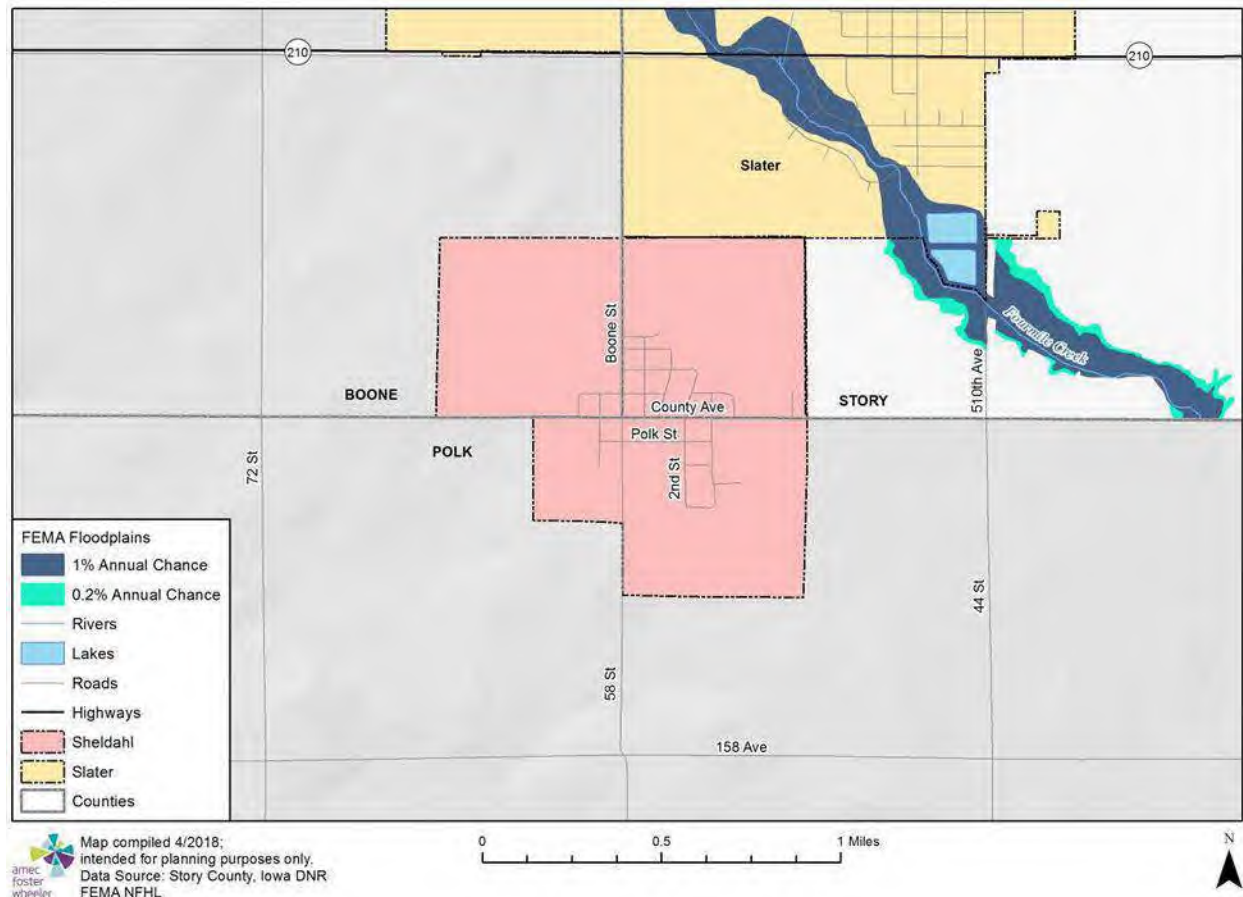 210
210
Slater
Boone St
Fourmile Creek
510th Ave
BOONE
County Ave
STORY
Polk St
POLK
72 St
2nd St
44 St
58 St
158 Ave
FEMA Floodplains
1% Annual Chance
0.2% Annual Chance
Rivers
Lakes
Roads
Highways
Sheldahl
Slater
Counties
amec
foster
wheeler
Map compiled 4/2018;
intended for planning purposes only.
Data Source: Story County, Iowa DNR
FEMA NFHL
0 0.5 1 Miles
N